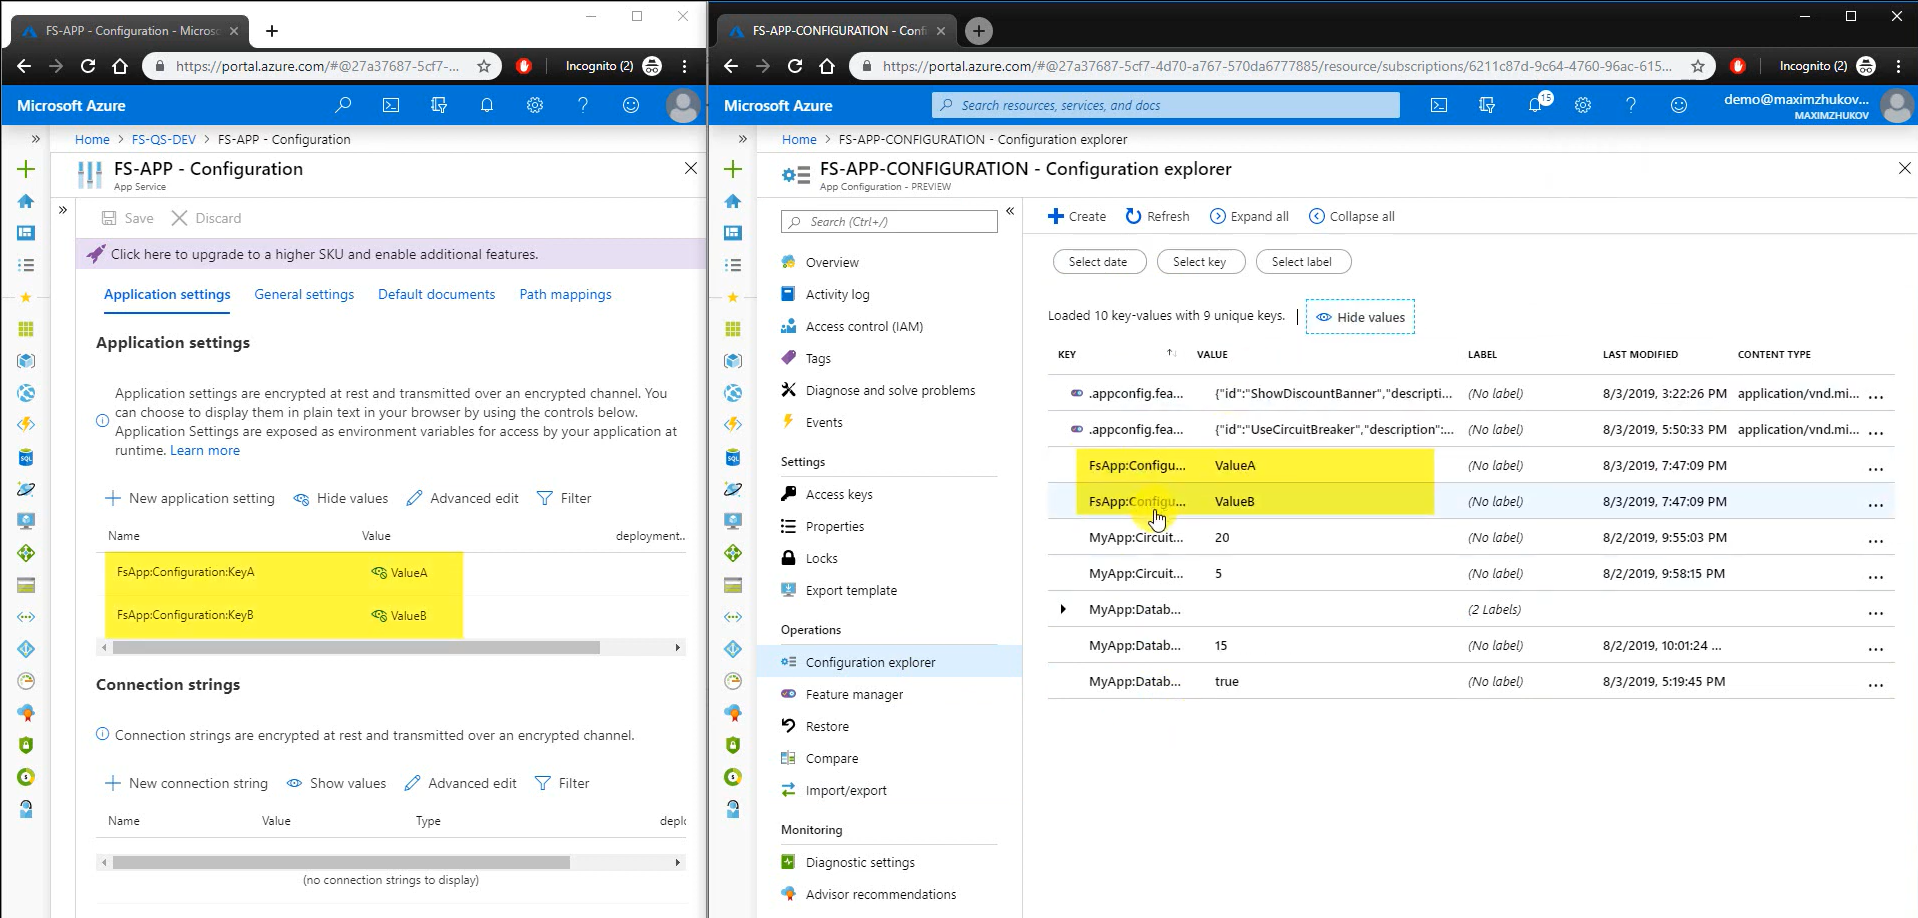 FS-APP - Configuration - Micros
https://portal.azure.com/#@27a37687-5cf7-...
Incognito (2)
Microsoft Azure
Home > FS-QS-DEV > FS-APP - Configuration
FS-APP - Configuration
App Service
Save Discard
Click here to upgrade to a higher SKU and enable additional features.
Application settings General settings Default documents Path mappings
Application settings
Application settings are encrypted at rest and transmitted over an encrypted channel. You
can choose to display them in plain text in your browser by using the controls below.
Application Settings are exposed as environment variables for access by your application at
runtime. Learn more
New application setting Hide values Advanced edit Filter
Name Value deployment..
FsApp:Configuration:KeyA ValueA
FsApp:Configuration:KeyB ValueB
Connection strings
Connection strings are encrypted at rest and transmitted over an encrypted channel.
New connection string Show values Advanced edit Filter
Name Value Type deplo
(no connection strings to display)
FS-APP-CONFIGURATION - Confi
https://portal.azure.com/#@27a37687-5cf7-4d70-a767-570da6777885/resource/subscriptions/6211c87d-9c64-4760-96ac-615...
Incognito (2)
Microsoft Azure
Search resources, services, and docs
15
demo@maximzhukov...
MAXIMZHUKOV
Home > FS-APP-CONFIGURATION - Configuration explorer
FS-APP-CONFIGURATION - Configuration explorer
App Configuration - PREVIEW
Search (Ctrl+/)
Overview
Activity log
Access control (IAM)
Tags
Diagnose and solve problems
Events
Settings
Access keys
Properties
Locks
Export template
Operations
Configuration explorer
Feature manager
Restore
Compare
Import/export
Monitoring
Diagnostic settings
Advisor recommendations
Create Refresh Expand all Collapse all
Select date Select key Select label
Loaded 10 key-values with 9 unique keys. | Hide values
KEY VALUE LABEL LAST MODIFIED CONTENT TYPE
.appconfig.fea... {"id":"ShowDiscountBanner","descripti... (No label) 8/3/2019, 3:22:26 PM application/vnd.mi... ...
.appconfig.fea... {"id":"UseCircuitBreaker","description":... (No label) 8/3/2019, 5:50:33 PM application/vnd.mi... ...
FsApp:Configu... ValueA (No label) 8/3/2019, 7:47:09 PM ...
FsApp:Configu... ValueB (No label) 8/3/2019, 7:47:09 PM ...
MyApp:Circuit... 20 (No label) 8/2/2019, 9:55:03 PM ...
MyApp:Circuit... 5 (No label) 8/2/2019, 9:58:15 PM ...
MyApp:Datab... (2 Labels) ...
MyApp:Datab... 15 (No label) 8/2/2019, 10:01:24 ... ...
MyApp:Datab... true (No label) 8/3/2019, 5:19:45 PM ...